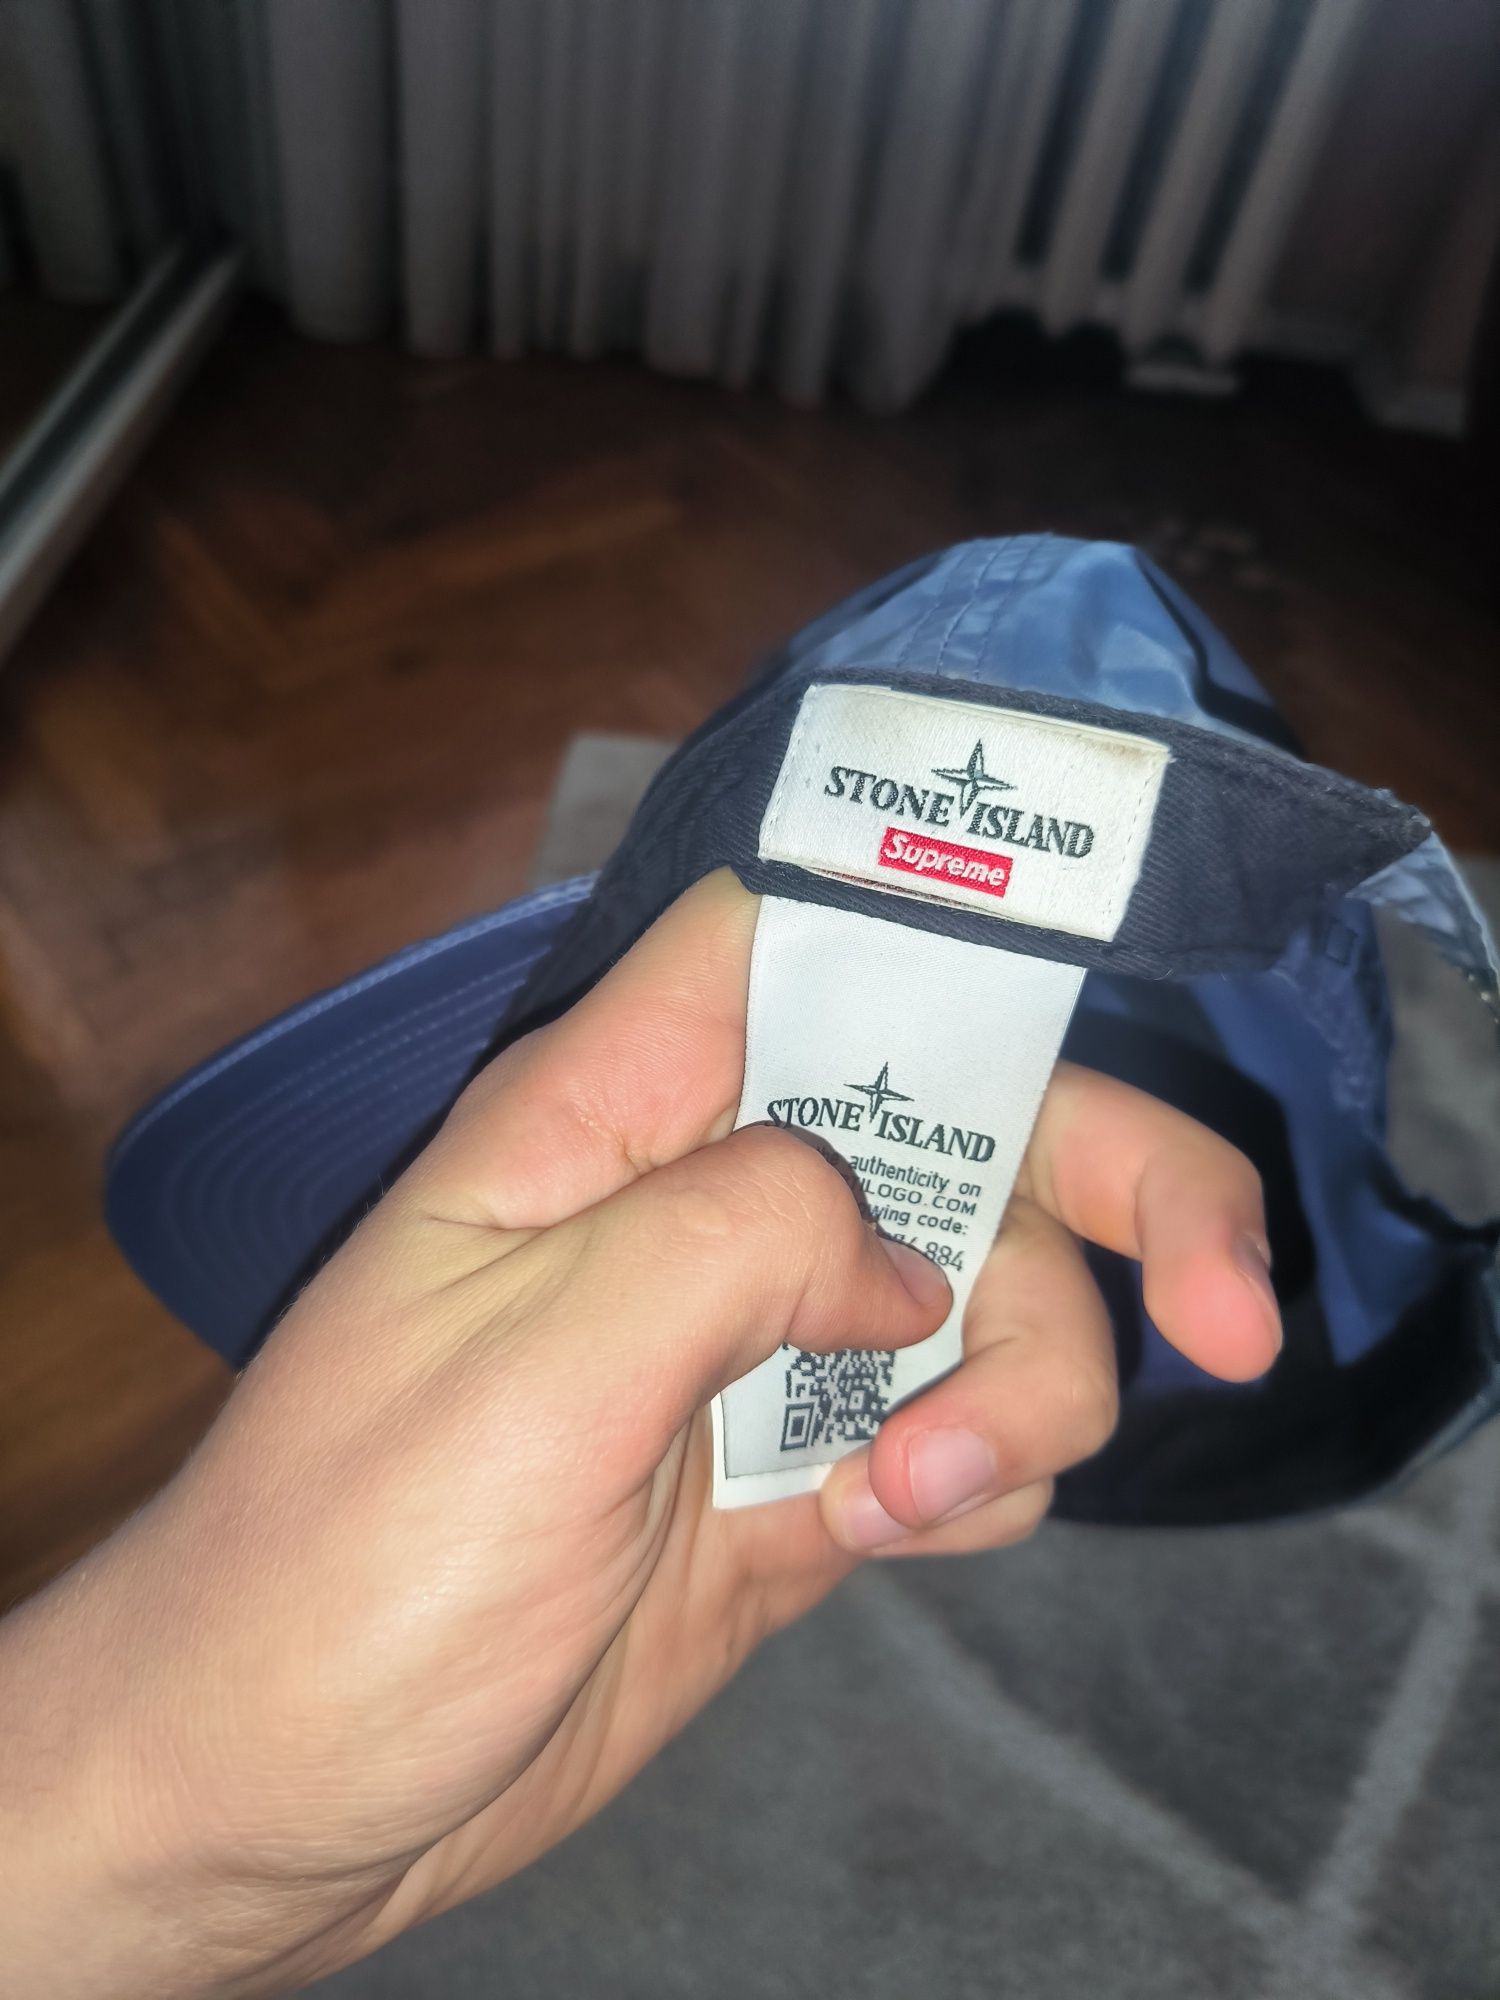 STONE ISLAND
Supreme
STONE ISLAND
authenticity on
LOGO.COM
code:
884